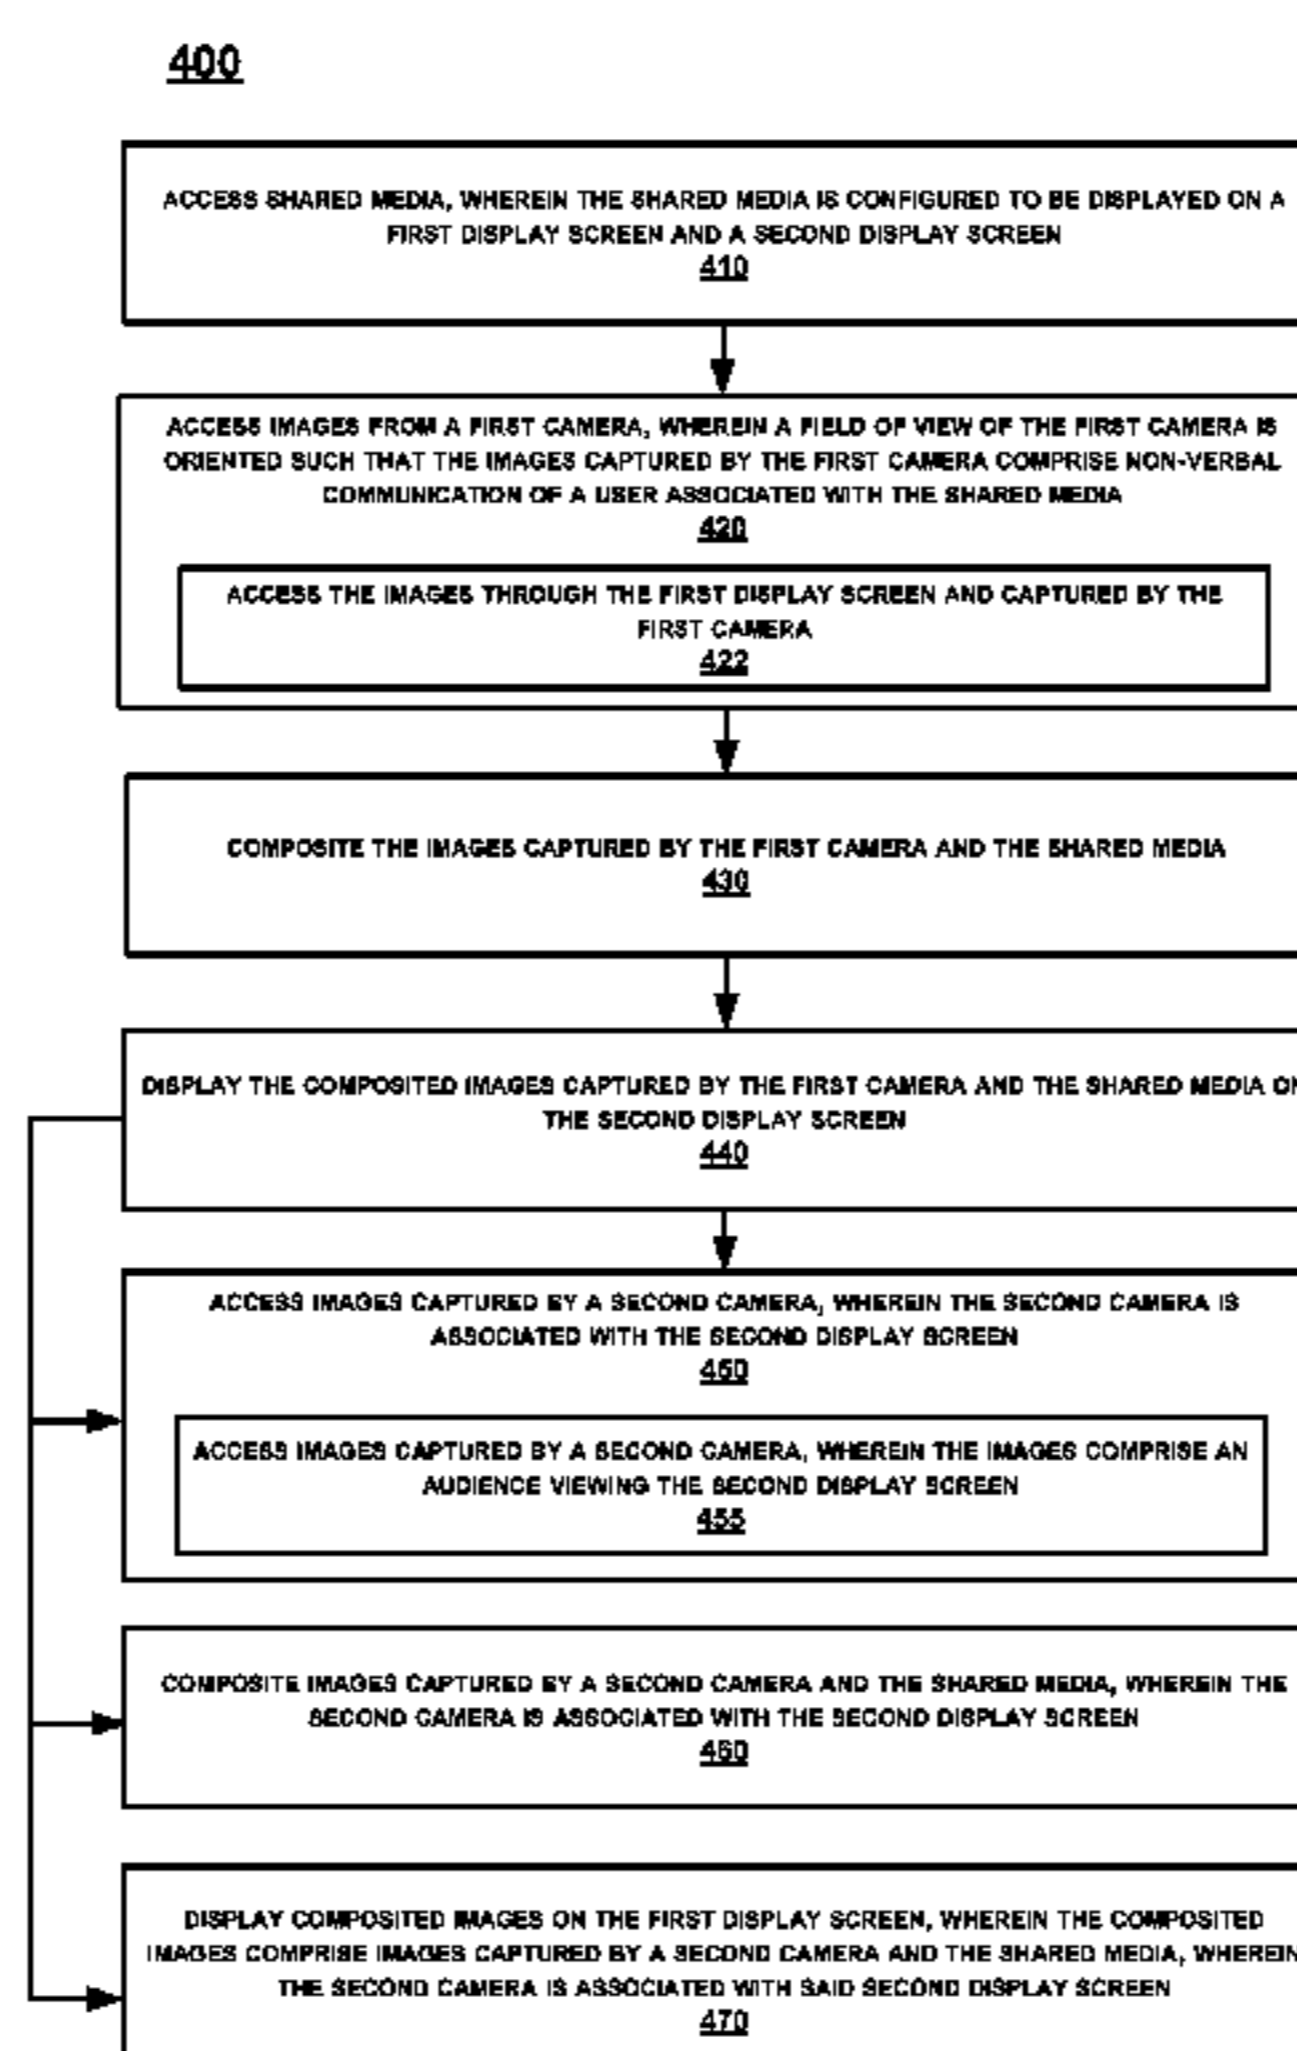 400
ACCESS SHARED MEDIA, WHEREIN THE SHARED MEDIA IS CONFIGURED TO BE DISPLAYED ON A
FIRST DISPLAY SCREEN AND A SECOND DISPLAY SCREEN
410
ACCESS IMAGES FROM A FIRST CAMERA, WHEREIN A FIELD OF VIEW OF THE FIRST CAMERA IS
ORIENTED SUCH THAT THE IMAGES CAPTURED BY THE FIRST CAMERA COMPRISE NON-VERBAL
COMMUNICATION OF A USER ASSOCIATED WITH THE SHARED MEDIA
420
ACCESS THE IMAGES THROUGH THE FIRST DISPLAY SCREEN AND CAPTURED BY THE
FIRST CAMERA
422
COMPOSITE THE IMAGES CAPTURED BY THE FIRST CAMERA AND THE SHARED MEDIA
430
DISPLAY THE COMPOSITED IMAGES CAPTURED BY THE FIRST CAMERA AND THE SHARED MEDIA ON
THE SECOND DISPLAY SCREEN
440
ACCESS IMAGES CAPTURED BY A SECOND CAMERA, WHEREIN THE SECOND CAMERA IS
ASSOCIATED WITH THE SECOND DISPLAY SCREEN
450
ACCESS IMAGES CAPTURED BY A SECOND CAMERA, WHEREIN THE IMAGES COMPRISE AN
AUDIENCE VIEWING THE SECOND DISPLAY SCREEN
455
COMPOSITE IMAGES CAPTURED BY A SECOND CAMERA AND THE SHARED MEDIA, WHEREIN THE
SECOND CAMERA IS ASSOCIATED WITH THE SECOND DISPLAY SCREEN
460
DISPLAY COMPOSITED IMAGES ON THE FIRST DISPLAY SCREEN, WHEREIN THE COMPOSITED
IMAGES COMPRISE IMAGES CAPTURED BY A SECOND CAMERA AND THE SHARED MEDIA, WHEREIN
THE SECOND CAMERA IS ASSOCIATED WITH SAID SECOND DISPLAY SCREEN
470